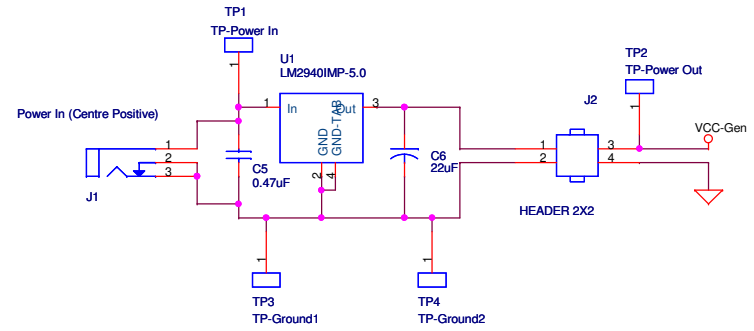 TP1
TP-Power In
1
U1
LM2940IMP-5.0
TP2
TP-Power Out
1
Power In (Centre Positive)
J2
VCC-Gen
1 In Out 3
GND
GND-TAB
2
4
1
2
3
J1
C5
0.47uF
C6
22uF
1
2
3
4
HEADER 2X2
1
1
TP3
TP-Ground1
TP4
TP-Ground2